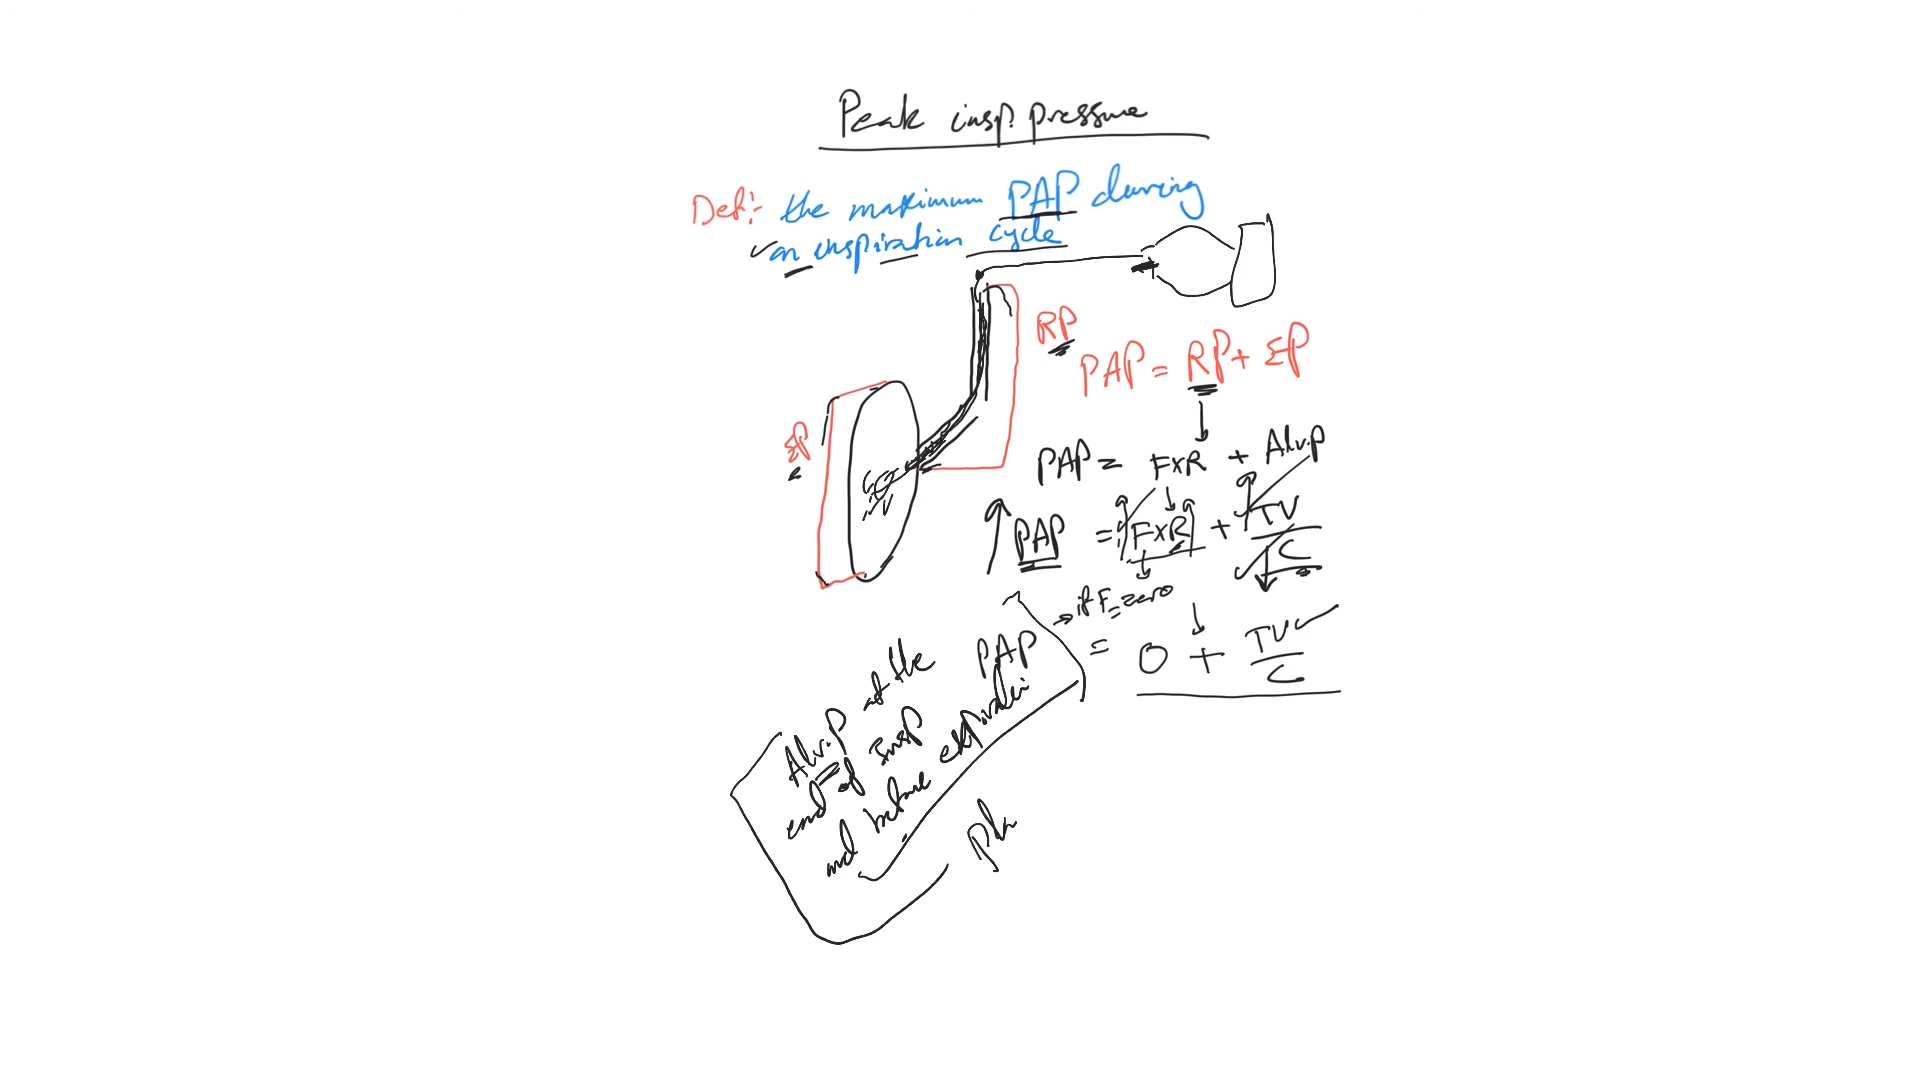 Peak insp. pressure
Def:- the maximum PAP during
an inspiration cycle
RP
PAP = RP + EP
EP
PAP = F×R + Alv.P
PAP = F×R + TV/C
→ if F = zero
PAP = 0 + TV/C
Alv.P at the
end of insp
and before expiration